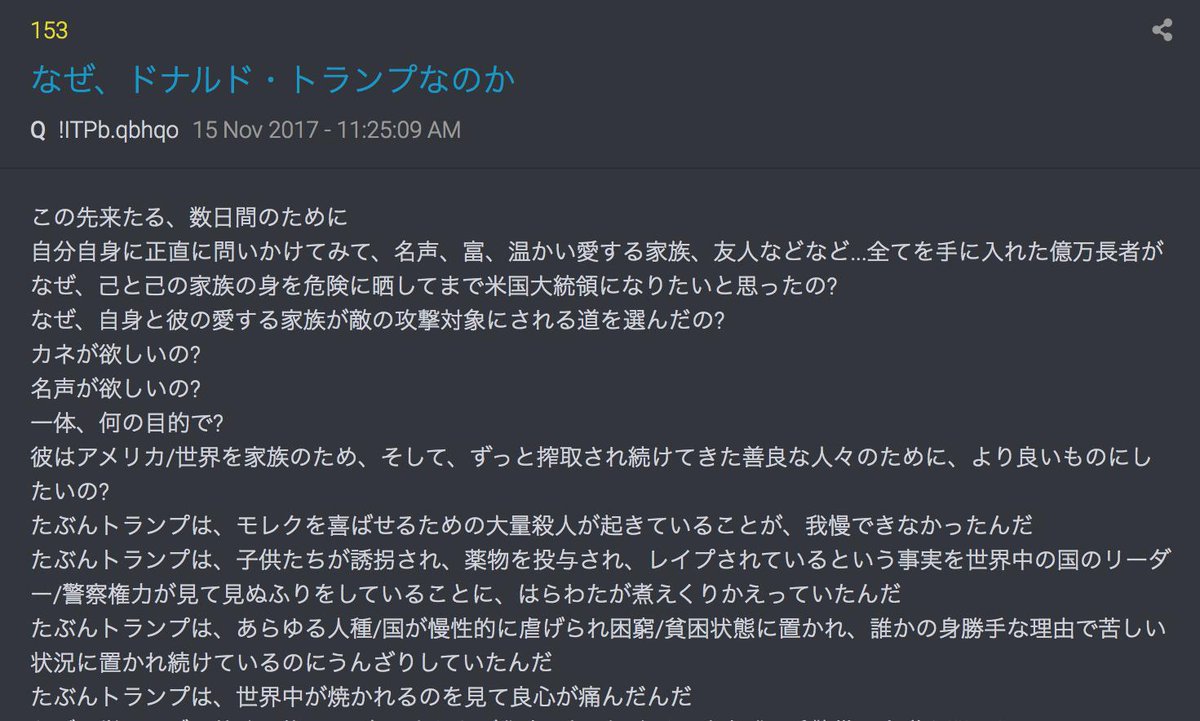 153
なぜ、ドナルド・トランプなのか
Q !ITPb.qbhqo 15 Nov 2017 - 11:25:09 AM
この先来たる、数日間のために
自分自身に正直に問いかけてみて、名声、富、温かい愛する家族、友人などなど...全てを手に入れた億万長者が
なぜ、己と己の家族の身を危険に晒してまで米国大統領になりたいと思ったの?
なぜ、自身と彼の愛する家族が敵の攻撃対象にされる道を選んだの?
カネが欲しいの?
名声が欲しいの?
一体、何の目的で?
彼はアメリカ/世界を家族のため、そして、ずっと搾取され続けてきた善良な人々のために、より良いものにし
たいの?
たぶんトランプは、モレクを喜ばせるための大量殺人が起きていることが、我慢できなかったんだ
たぶんトランプは、子供たちが誘拐され、薬物を投与され、レイプされているという事実を世界中の国のリーダ
ー/警察権力が見て見ぬふりをしていることに、はらわたが煮えくりかえっていたんだ
たぶんトランプは、あらゆる人種/国が慢性的に虐げられ困窮/貧困状態に置かれ、誰かの身勝手な理由で苦しい
状況に置かれ続けているのにうんざりしていたんだ
たぶんトランプは、世界中が焼かれるのを見て良心が痛んだんだ